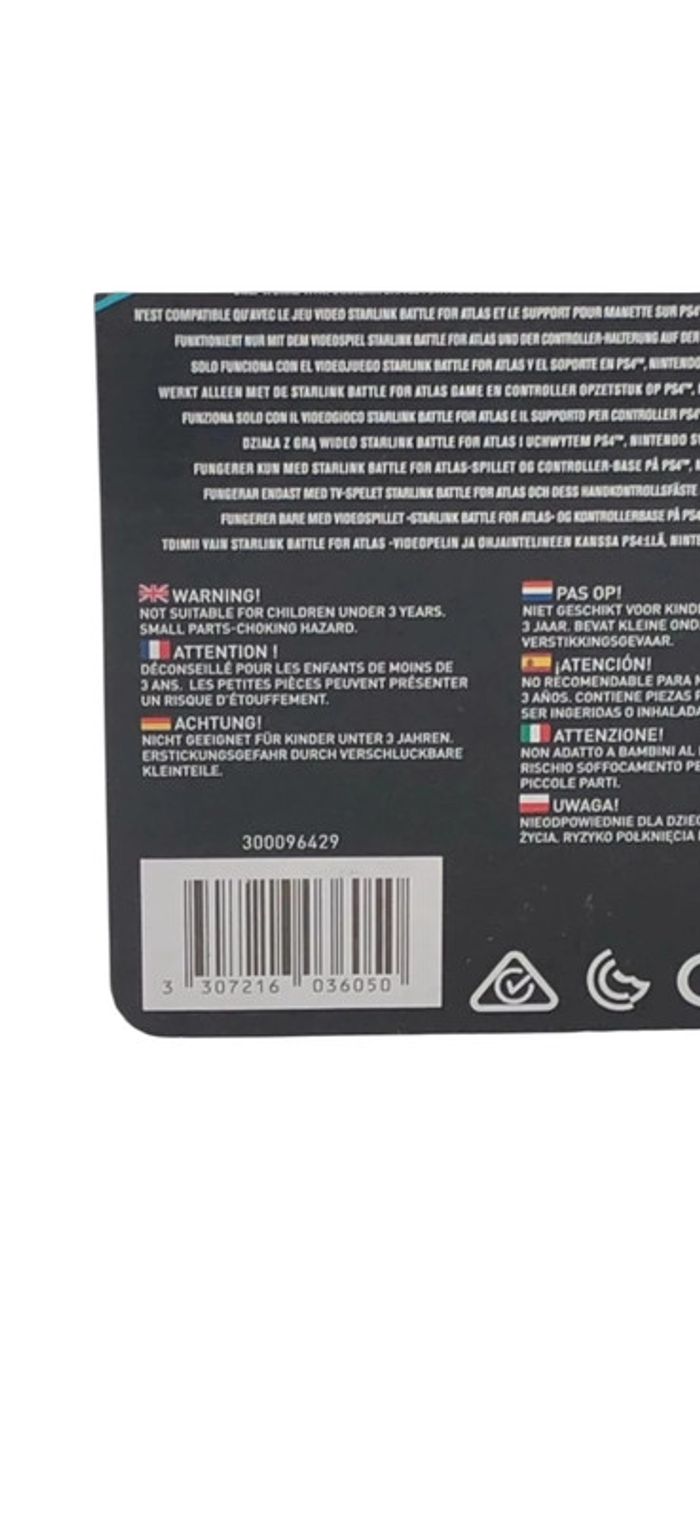 N'EST COMPATIBLE QU'AVEC LE JEU VIDEO STARLINK BATTLE FOR ATLAS ET LE SUPPORT POUR MANETTE SUR PS4
FUNKTIONIERT NUR MIT DEM VIDEOSPIEL STARLINK BATTLE FOR ATLAS UND DER CONTROLLER-HALTERUNG AUF DER
SOLO FUNCIONA CON EL VIDEOJUEGO STARLINK BATTLE FOR ATLAS Y EL SOPORTE EN PS4™, NINTENDO
WERKT ALLEEN MET DE STARLINK BATTLE FOR ATLAS GAME EN CONTROLLER OPZETSTUK OP PS4™,
FUNZIONA SOLO CON IL VIDEOGIOCO STARLINK BATTLE FOR ATLAS E IL SUPPORTO PER CONTROLLER PS4
DZIAŁA Z GRĄ WIDEO STARLINK BATTLE FOR ATLAS I UCHWYTEM PS4™, NINTENDO
FUNGERER KUN MED STARLINK BATTLE FOR ATLAS-SPILLET OG CONTROLLER-BASE PÅ PS4™,
FUNGERAR ENDAST MED TV-SPELET STARLINK BATTLE FOR ATLAS OCH DESS HANDKONTROLLSFÄSTE
FUNGERER BARE MED VIDEOSPILLET «STARLINK BATTLE FOR ATLAS» OG KONTROLLERBASE PÅ PS4
TOIMII VAIN STARLINK BATTLE FOR ATLAS -VIDEOPELIN JA OHJAINTELINEEN KANSSA PS4:LLÄ,
WARNING!
NOT SUITABLE FOR CHILDREN UNDER 3 YEARS.
SMALL PARTS-CHOKING HAZARD.
ATTENTION !
DÉCONSEILLÉ POUR LES ENFANTS DE MOINS DE
3 ANS. LES PETITES PIÈCES PEUVENT PRÉSENTER
UN RISQUE D'ÉTOUFFEMENT.
ACHTUNG!
NICHT GEEIGNET FÜR KINDER UNTER 3 JAHREN.
ERSTICKUNGSGEFAHR DURCH VERSCHLUCKBARE
KLEINTEILE.
PAS OP!
NIET GESCHIKT VOOR KIND
3 JAAR. BEVAT KLEINE OND
VERSTIKKINGSGEVAAR.
¡ATENCIÓN!
NO RECOMENDABLE PARA
3 AÑOS. CONTIENE PIEZAS
SER INGERIDAS O INHALADA
ATTENZIONE!
NON ADATTO A BAMBINI AL
RISCHIO SOFFOCAMENTO PE
PICCOLE PARTI.
UWAGA!
NIEODPOWIEDNIE DLA DZIEC
ŻYCIA. RYZYKO POŁKNIĘCIA
300096429
3 307216 036050